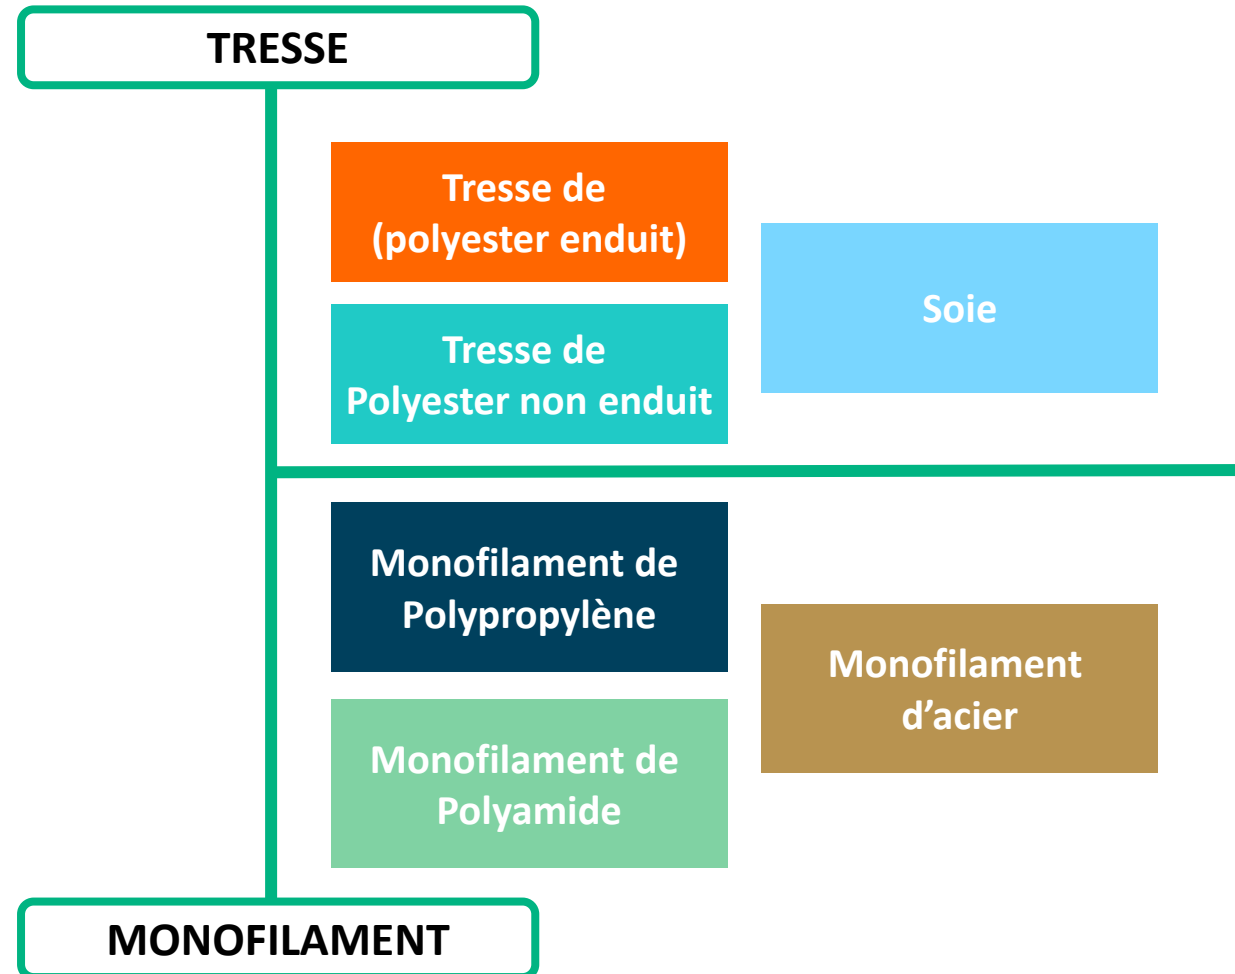 TRESSE
Tresse de
(polyester enduit)
Soie
Tresse de
Polyester non enduit
Monofilament de
Polypropylène
Monofilament
d’acier
Monofilament de
Polyamide
MONOFILAMENT